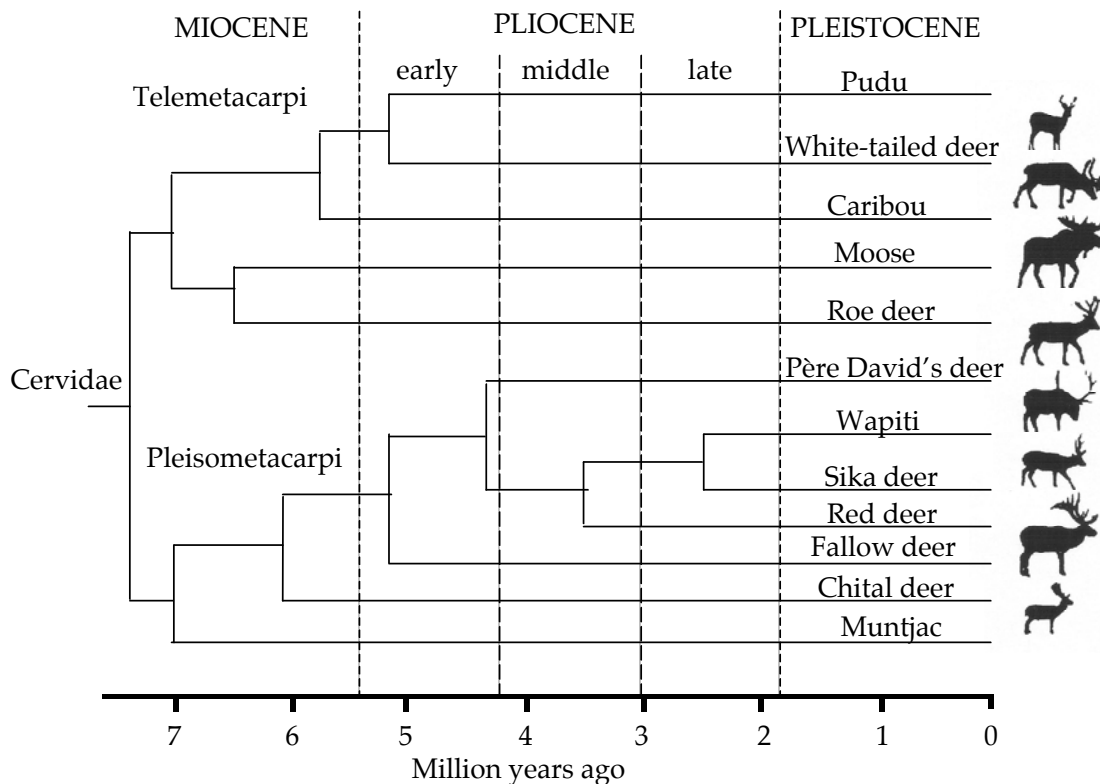 MIOCENE PLIOCENE PLEISTOCENE
early middle late
Telemetacarpi
Pudu
White-tailed deer
Caribou
Moose
Roe deer
Cervidae
Père David's deer
Wapiti
Pleisometacarpi
Sika deer
Red deer
Fallow deer
Chital deer
Muntjac
7 6 5 4 3 2 1 0
Million years ago